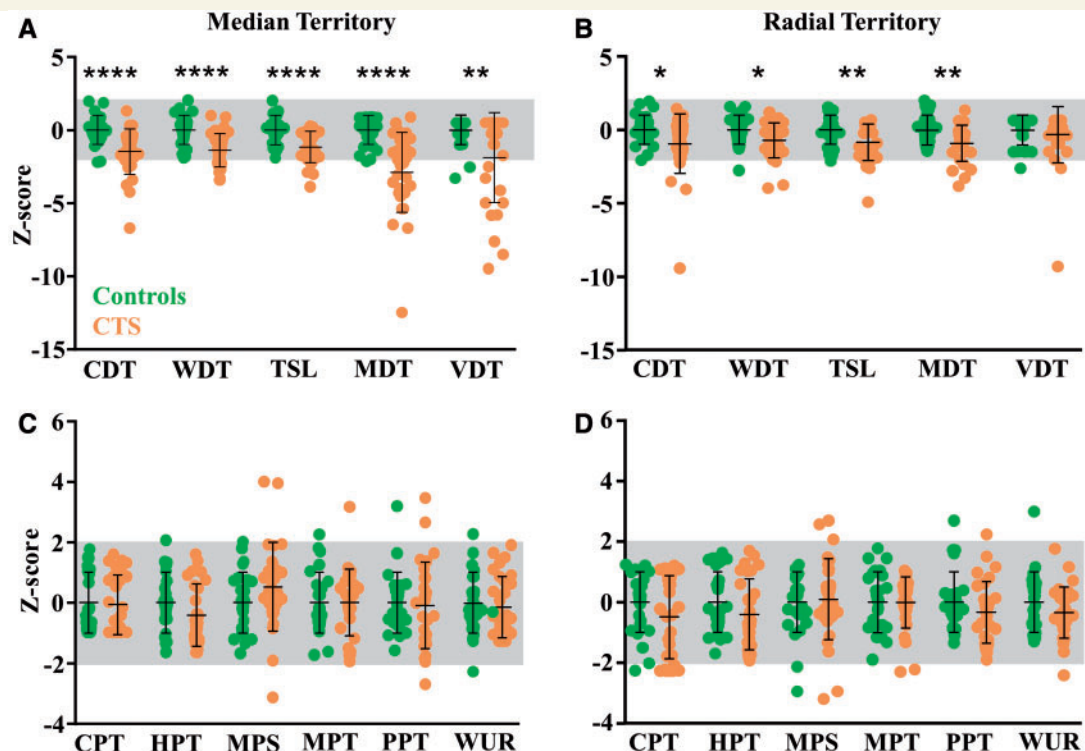 A Median Territory
B Radial Territory
5
**** **** **** **** **
0
-5
-10
-15
Z-score
Controls
CTS
CDT WDT TSL MDT VDT
5
* * ** **
0
-5
-10
-15
CDT WDT TSL MDT VDT
C
6
4
2
0
-2
-4
Z-score
CPT HPT MPS MPT PPT WUR
D
6
4
2
0
-2
-4
CPT HPT MPS MPT PPT WUR